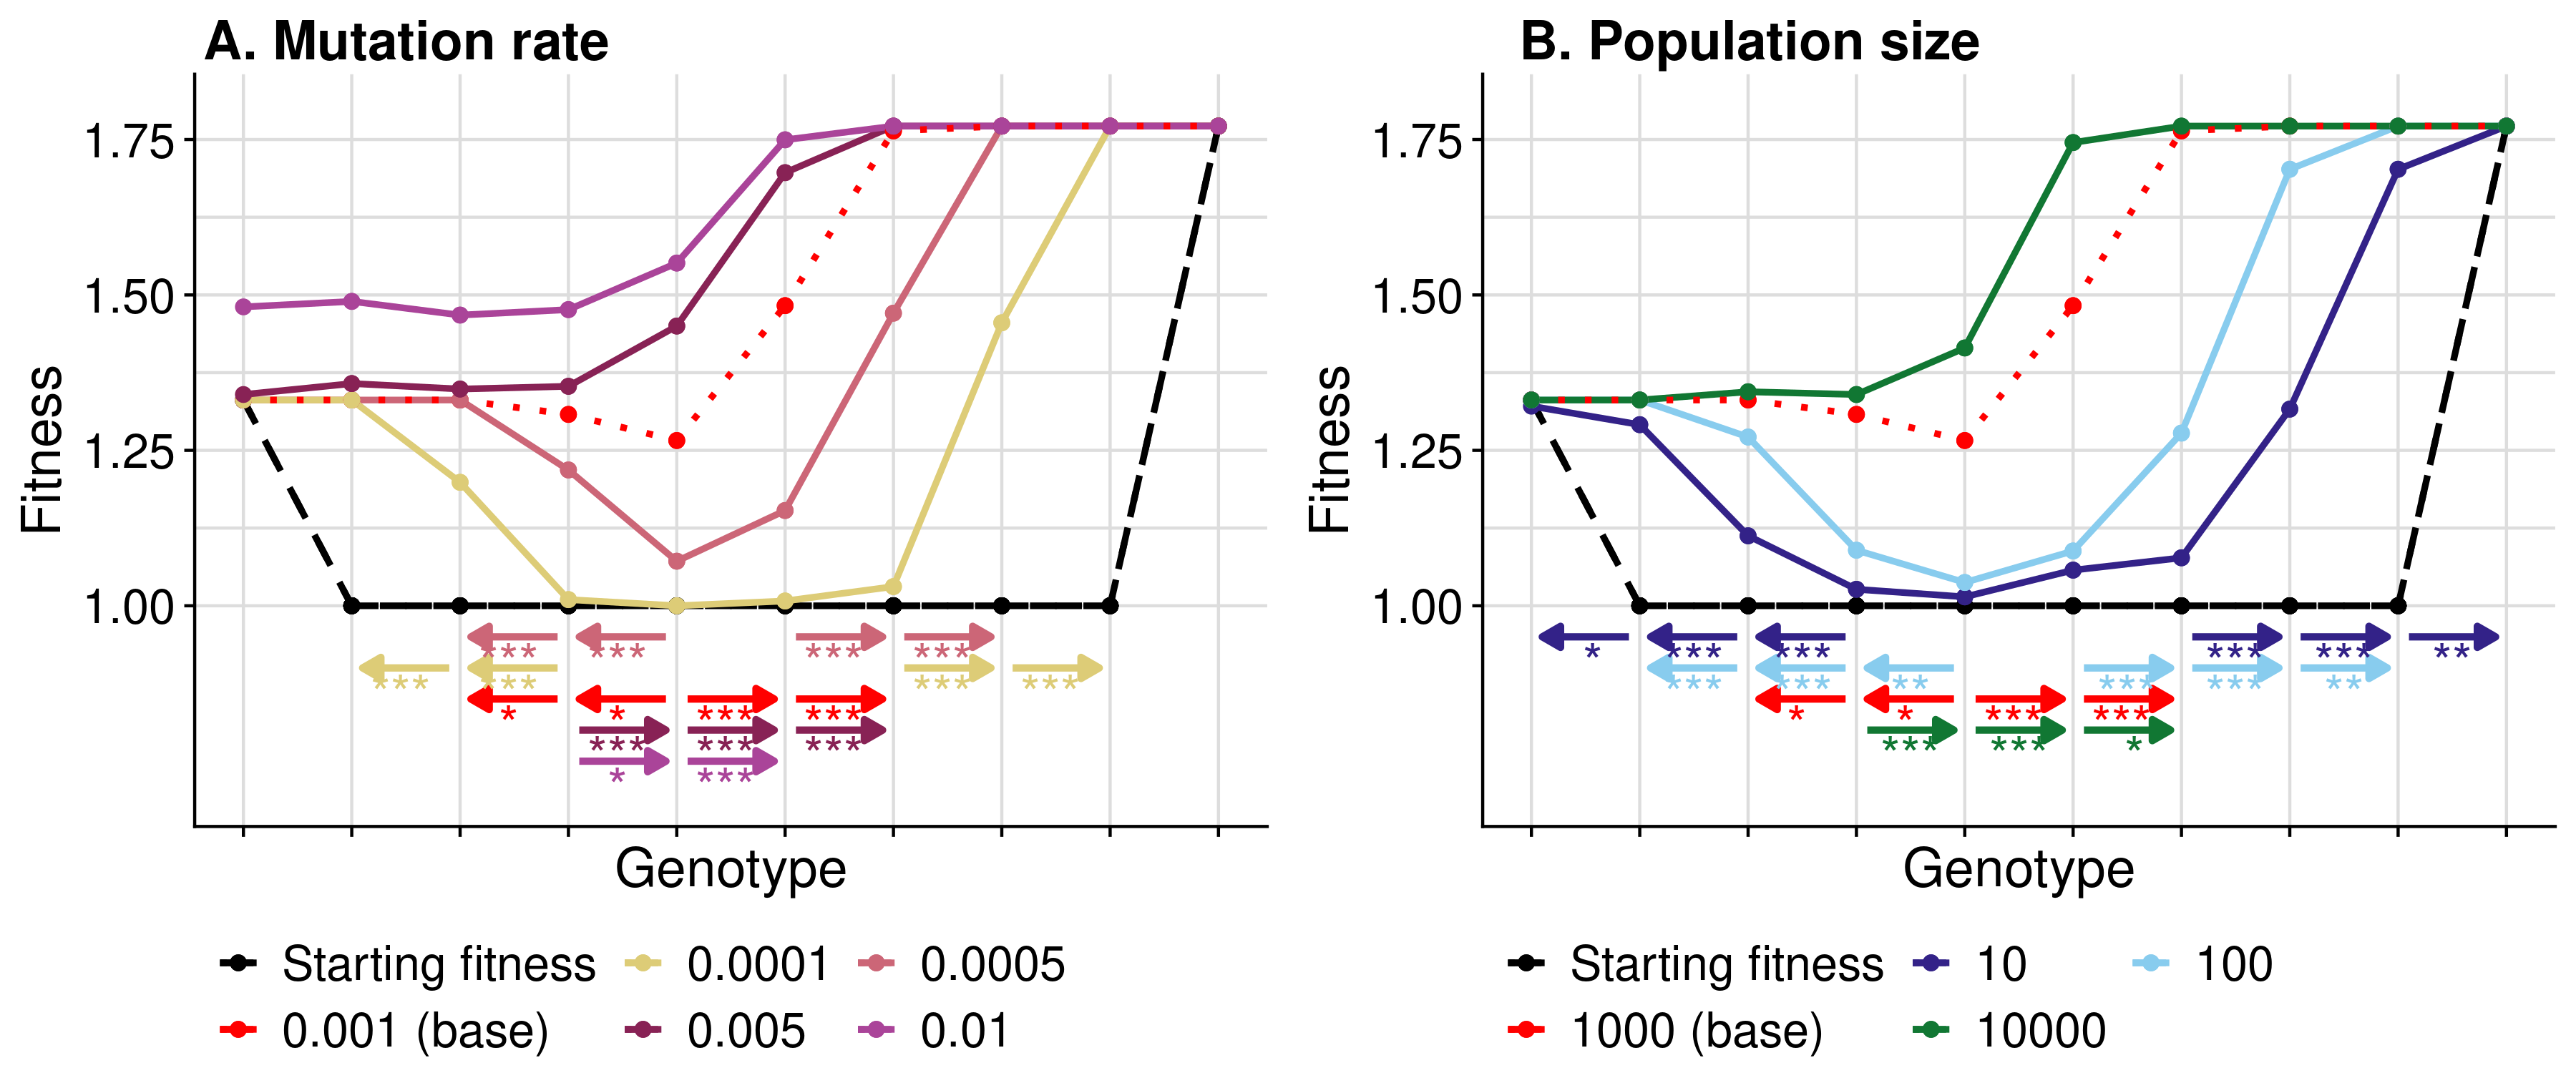 A. Mutation rate
1.75
1.50
1.25
1.00
Fitness
*** *** *** ***
*** *** *** ***
* * *** ***
*** *** ***
* ***
Genotype
Starting fitness 0.0001 0.0005
0.001 (base) 0.005 0.01
B. Population size
1.75
1.50
1.25
1.00
Fitness
* *** *** *** *** **
*** *** ** *** *** **
* * *** ***
*** *** *
Genotype
Starting fitness 10 100
1000 (base) 10000